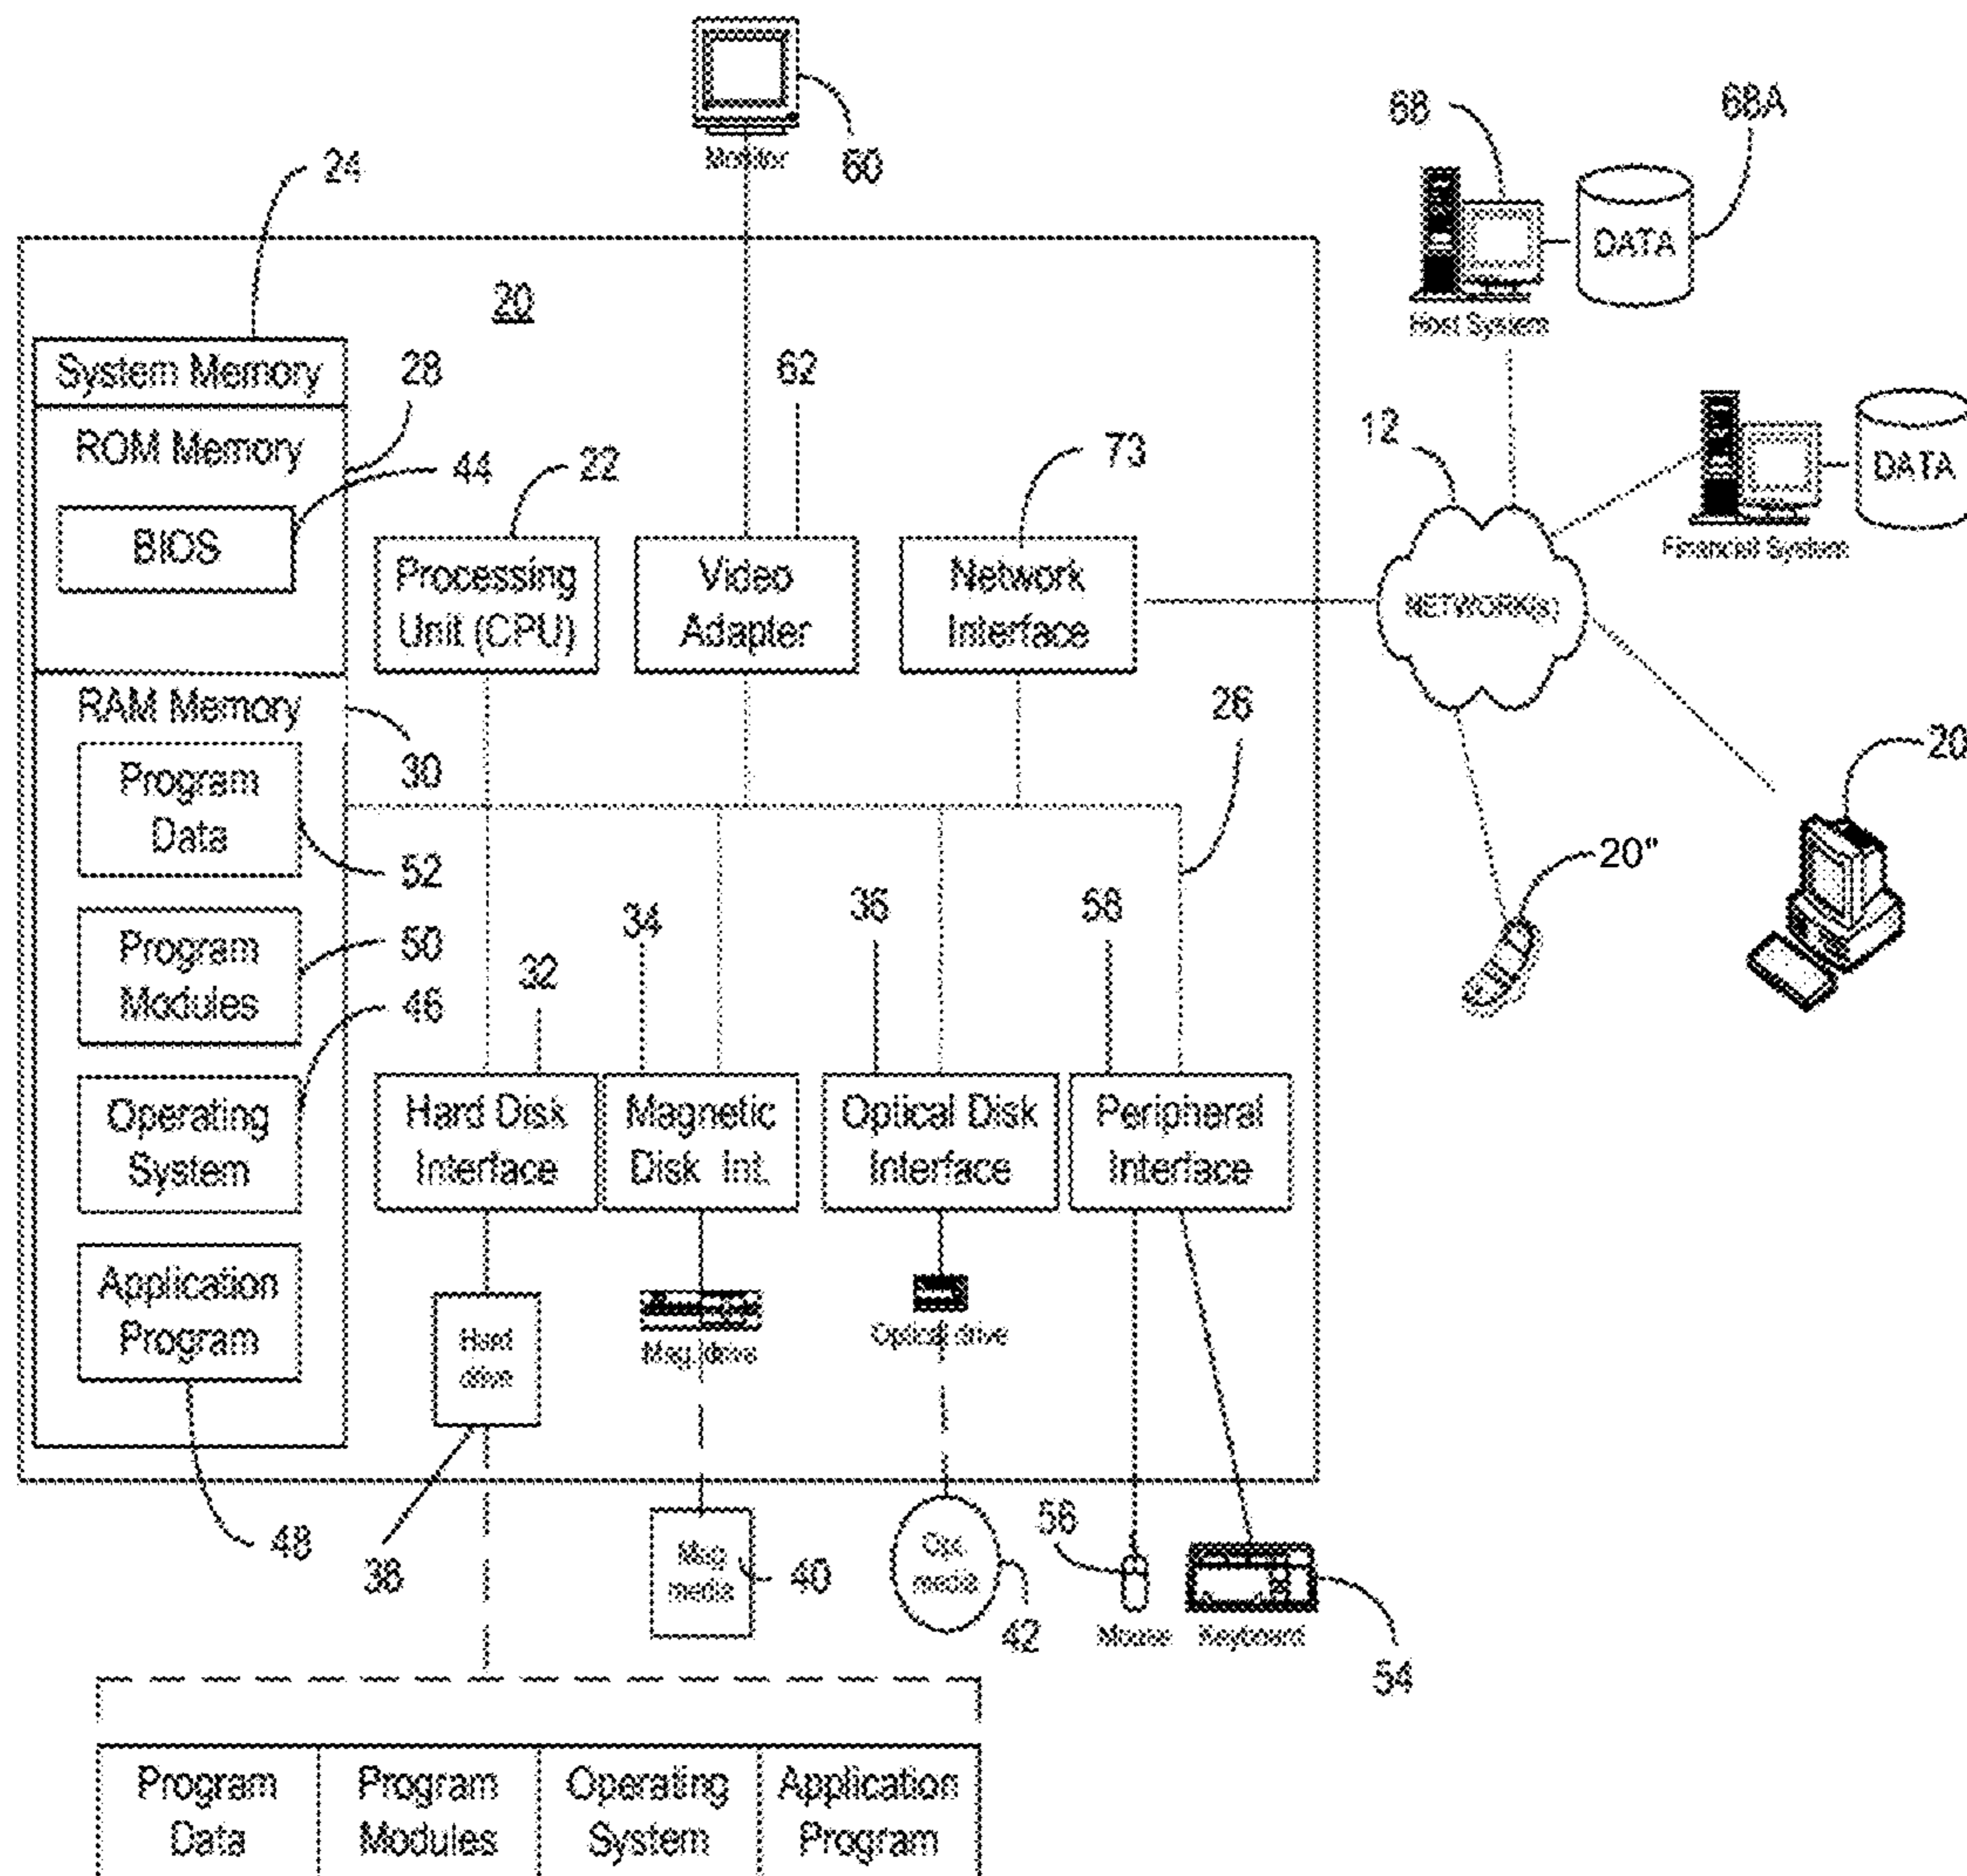 Monitor
60
68
68A
DATA
Host System
24
20
System Memory
28
ROM Memory
44
BIOS
22
62
73
12
DATA
Financial System
Processing
Unit (CPU)
Video
Adapter
Network
Interface
NETWORK(s)
RAM Memory
30
26
20
20"
Program
Data
52
Program
Modules
50
46
Operating
System
Application
Program
48
32
34
36
58
Hard Disk
Interface
Magnetic
Disk Int.
Optical Disk
Interface
Peripheral
Interface
Hard
drive
Mag. drive
Optical drive
38
Mag
media
40
Opt.
media
42
56
Mouse
Keyboard
54
Program
Data
Program
Modules
Operating
System
Application
Program